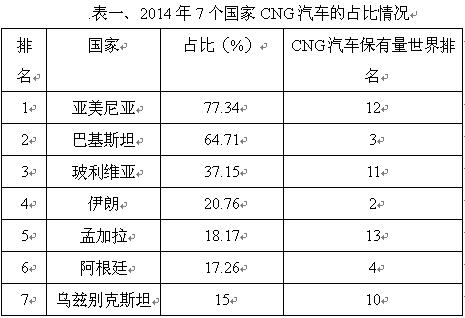 表一、2014 年 7 个国家 CNG 汽车的占比情况
排名 国家 占比（%） CNG 汽车保有量世界排名
1 亚美尼亚 77.34 12
2 巴基斯坦 64.71 3
3 玻利维亚 37.15 11
4 伊朗 20.76 2
5 孟加拉 18.17 13
6 阿根廷 17.26 4
7 乌兹别克斯坦 15 10